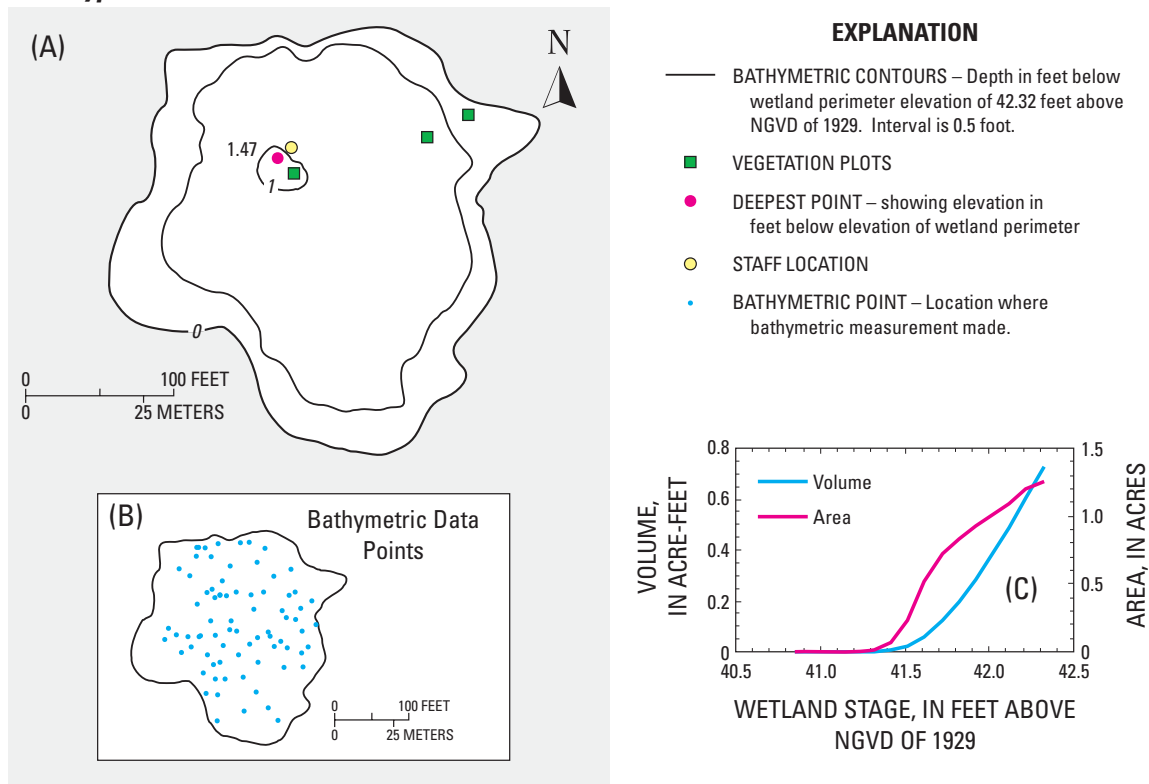 (A)
N
1.47
1
0
0 100 FEET
0 25 METERS
(B)
Bathymetric Data
Points
0 100 FEET
0 25 METERS
EXPLANATION
BATHYMETRIC CONTOURS – Depth in feet below
wetland perimeter elevation of 42.32 feet above
NGVD of 1929. Interval is 0.5 foot.
VEGETATION PLOTS
DEEPEST POINT – showing elevation in
feet below elevation of wetland perimeter
STAFF LOCATION
BATHYMETRIC POINT – Location where
bathymetric measurement made.
0.8 1.5
Volume
0.6
Area
1.0
0.4
(C)
0.5
0.2
0 0
40.5 41.0 41.5 42.0 42.5
VOLUME,
IN ACRE-FEET
AREA, IN ACRES
WETLAND STAGE, IN FEET ABOVE
NGVD OF 1929